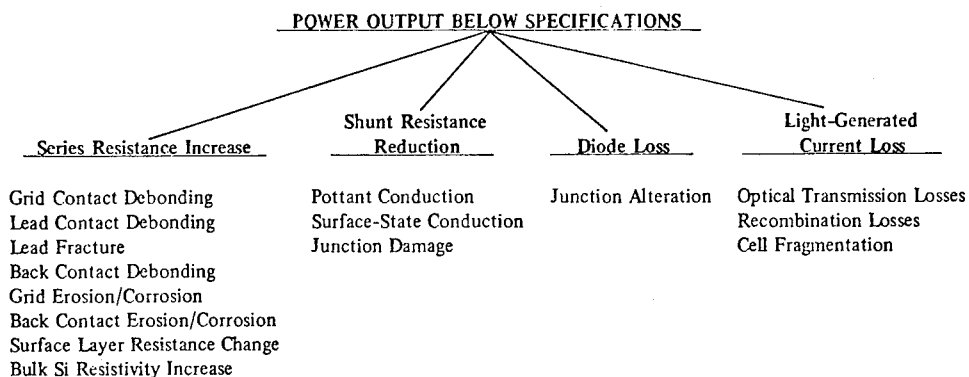 POWER OUTPUT BELOW SPECIFICATIONS
Series Resistance Increase
Grid Contact Debonding
Lead Contact Debonding
Lead Fracture
Back Contact Debonding
Grid Erosion/Corrosion
Back Contact Erosion/Corrosion
Surface Layer Resistance Change
Bulk Si Resistivity Increase
Shunt Resistance
Reduction
Pottant Conduction
Surface-State Conduction
Junction Damage
Diode Loss
Junction Alteration
Light-Generated
Current Loss
Optical Transmission Losses
Recombination Losses
Cell Fragmentation